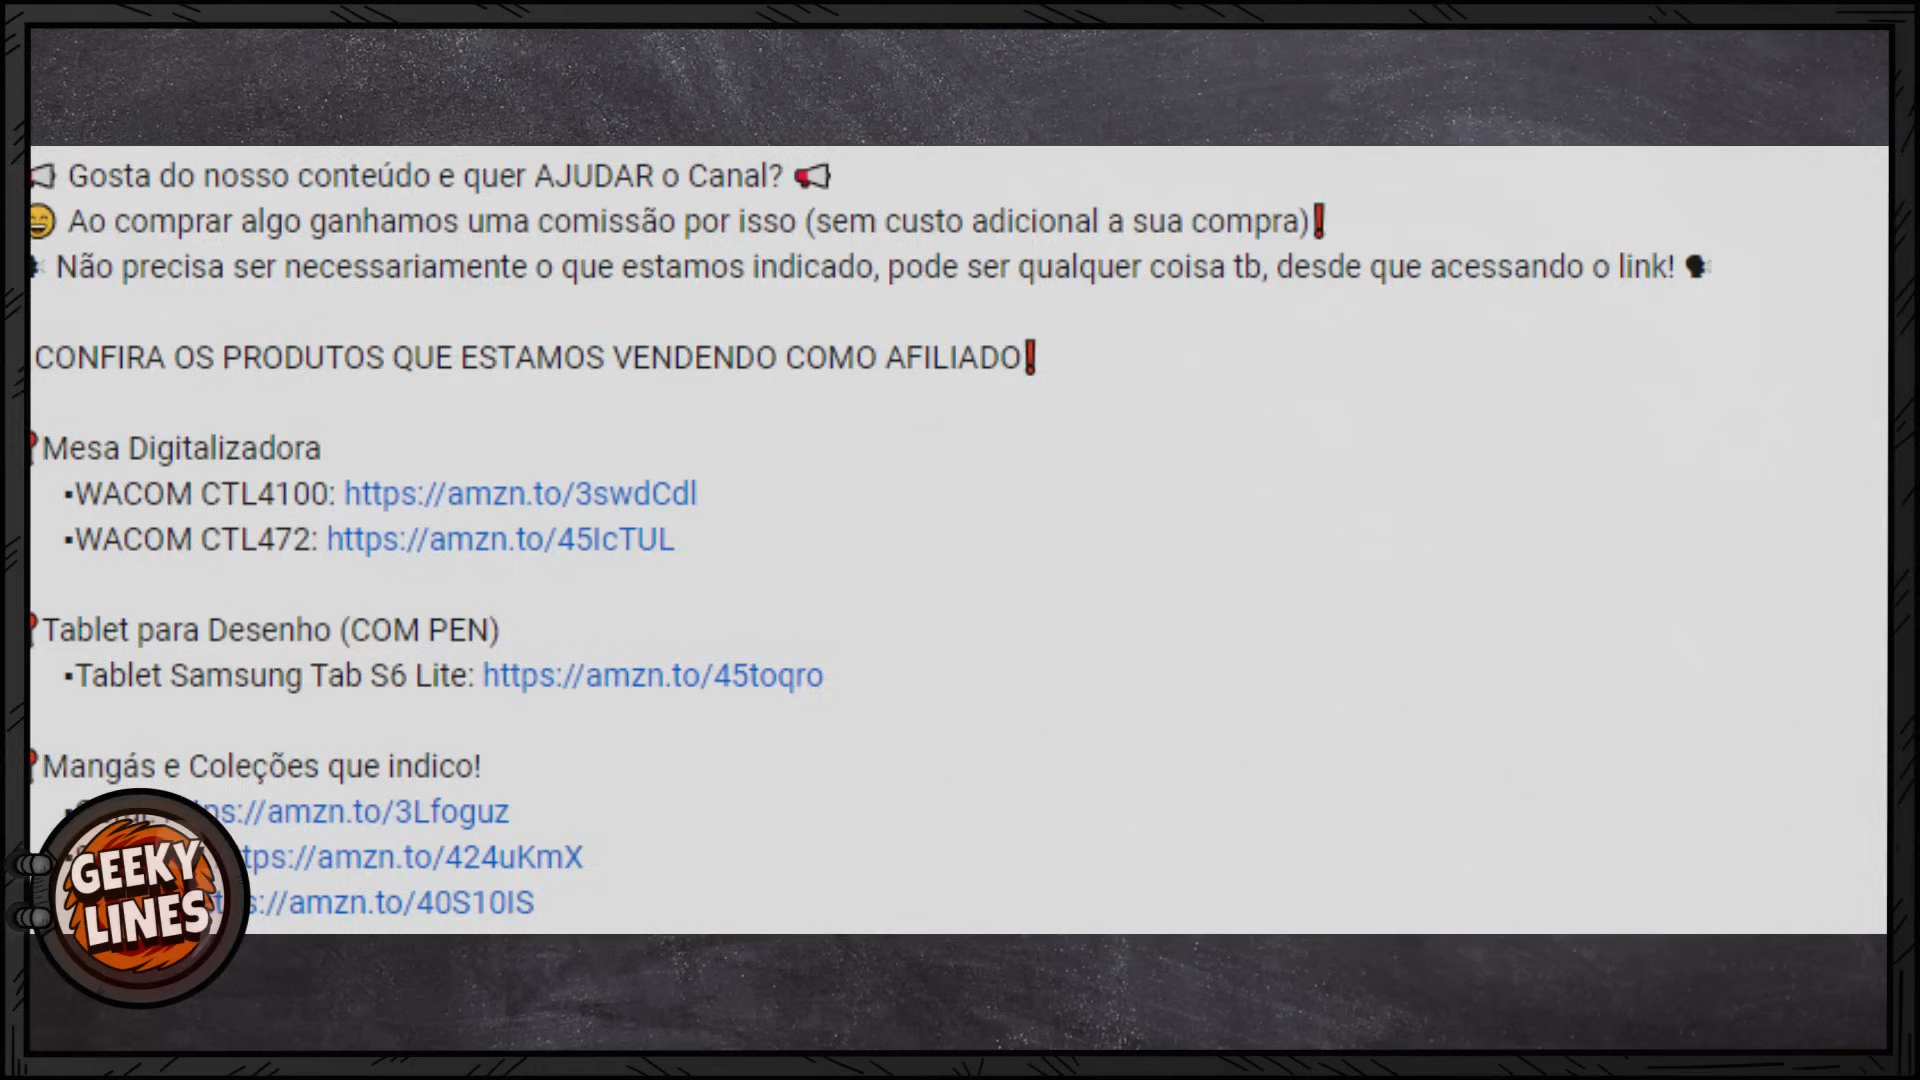 Gosta do nosso conteúdo e quer AJUDAR o Canal?
Ao comprar algo ganhamos uma comissão por isso (sem custo adicional a sua compra)❗
Não precisa ser necessariamente o que estamos indicado, pode ser qualquer coisa tb, desde que acessando o link!
CONFIRA OS PRODUTOS QUE ESTAMOS VENDENDO COMO AFILIADO❗
Mesa Digitalizadora
▪WACOM CTL4100: https://amzn.to/3swdCdl
▪WACOM CTL472: https://amzn.to/45IcTUL
Tablet para Desenho (COM PEN)
▪Tablet Samsung Tab S6 Lite: https://amzn.to/45toqro
Mangás e Coleções que indico!
ps://amzn.to/3Lfoguz
tps://amzn.to/424uKmX
s://amzn.to/40S10IS
GEEKY
LINES